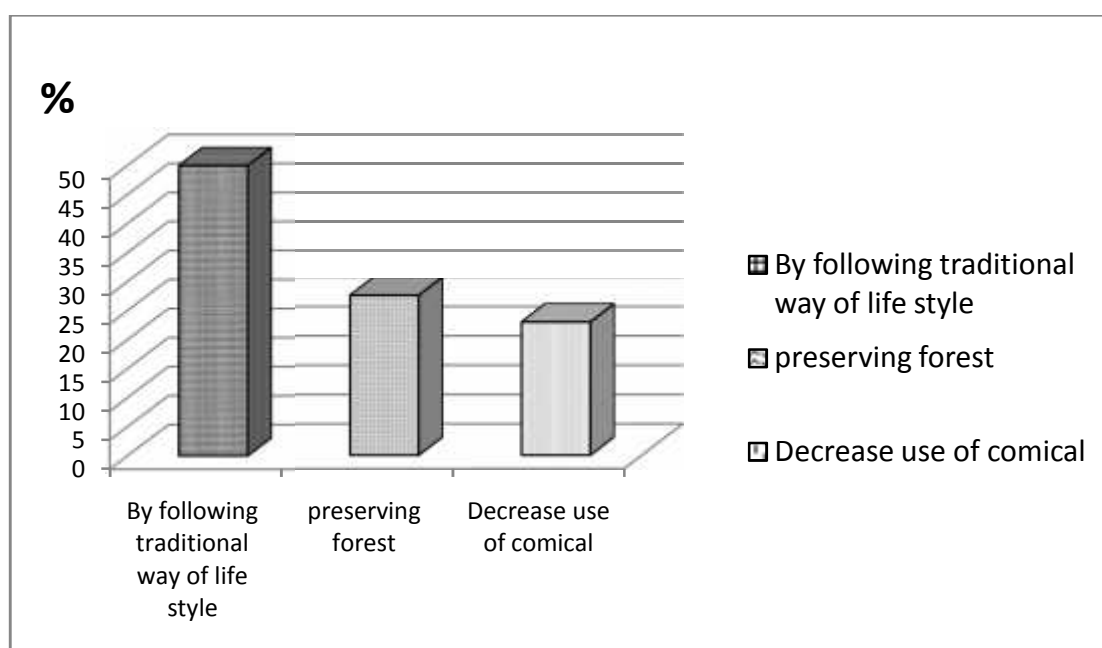 %
50
45
40
35
30
25
20
15
10
5
0
By following
traditional
way of life
style
preserving
forest
Decrease use
of comical
By following traditional
way of life style
preserving forest
Decrease use of comical